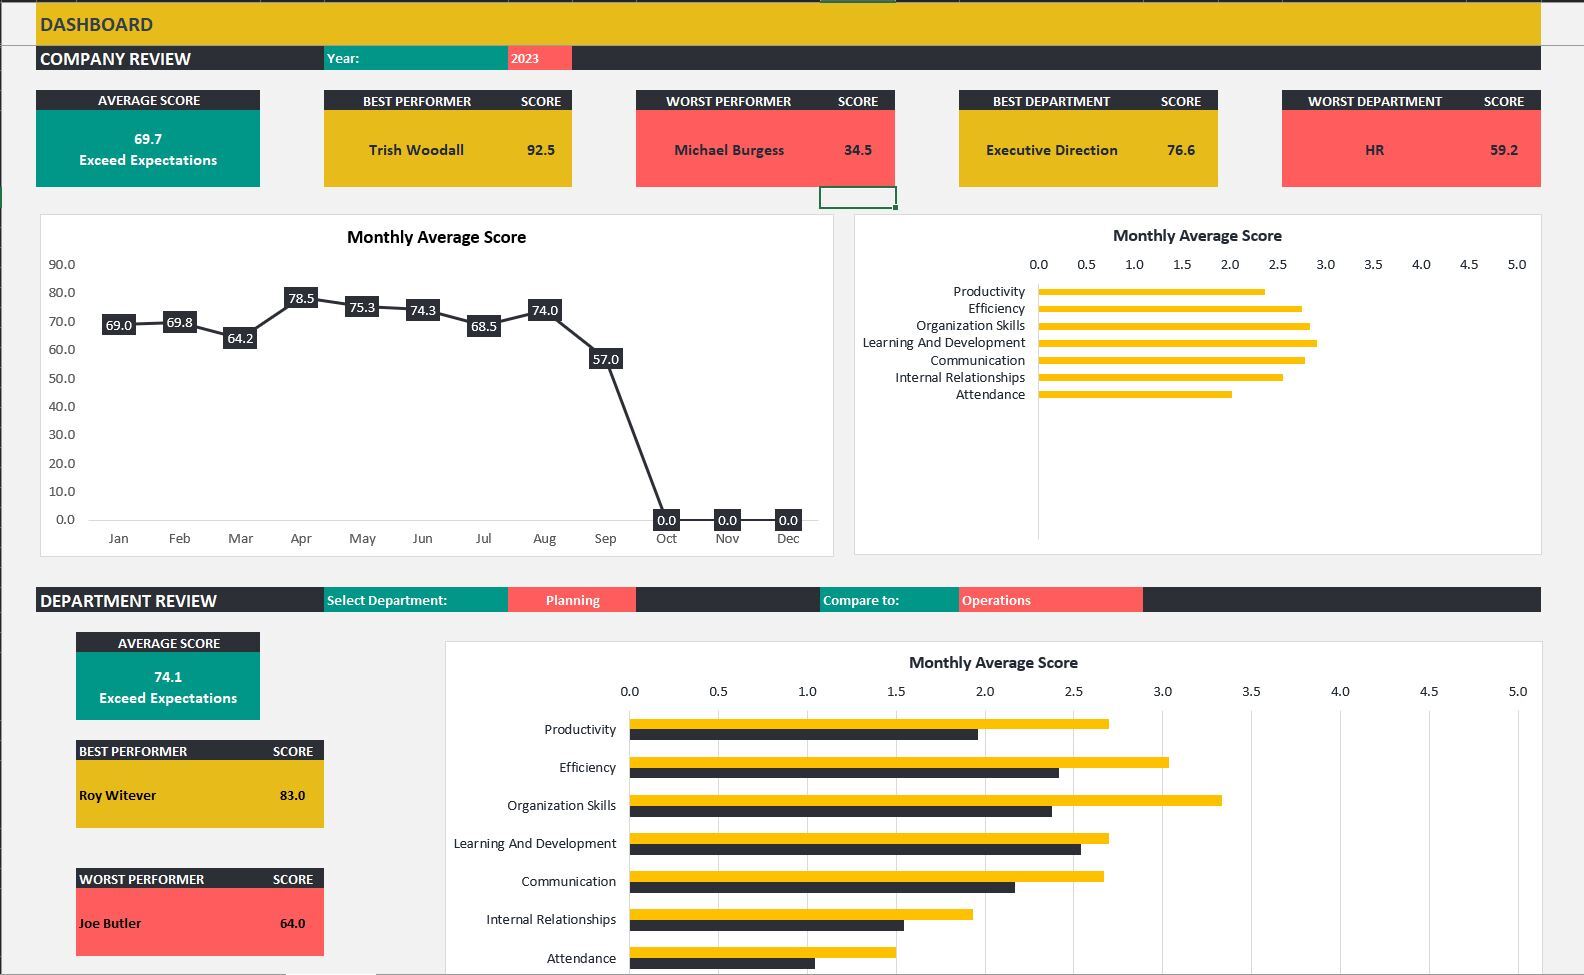 DASHBOARD
COMPANY REVIEW Year: 2023
AVERAGE SCORE
69.7
Exceed Expectations
BEST PERFORMER SCORE
Trish Woodall 92.5
WORST PERFORMER SCORE
Michael Burgess 34.5
BEST DEPARTMENT SCORE
Executive Direction 76.6
WORST DEPARTMENT SCORE
HR 59.2
Monthly Average Score
90.0
80.0
70.0
60.0
50.0
40.0
30.0
20.0
10.0
0.0
69.0 69.8 64.2 78.5 75.3 74.3 68.5 74.0 57.0 0.0 0.0 0.0
Jan Feb Mar Apr May Jun Jul Aug Sep Oct Nov Dec
Monthly Average Score
0.0 0.5 1.0 1.5 2.0 2.5 3.0 3.5 4.0 4.5 5.0
Productivity
Efficiency
Organization Skills
Learning And Development
Communication
Internal Relationships
Attendance
DEPARTMENT REVIEW Select Department: Planning Compare to: Operations
AVERAGE SCORE
74.1
Exceed Expectations
BEST PERFORMER SCORE
Roy Witever 83.0
WORST PERFORMER SCORE
Joe Butler 64.0
Monthly Average Score
0.0 0.5 1.0 1.5 2.0 2.5 3.0 3.5 4.0 4.5 5.0
Productivity
Efficiency
Organization Skills
Learning And Development
Communication
Internal Relationships
Attendance